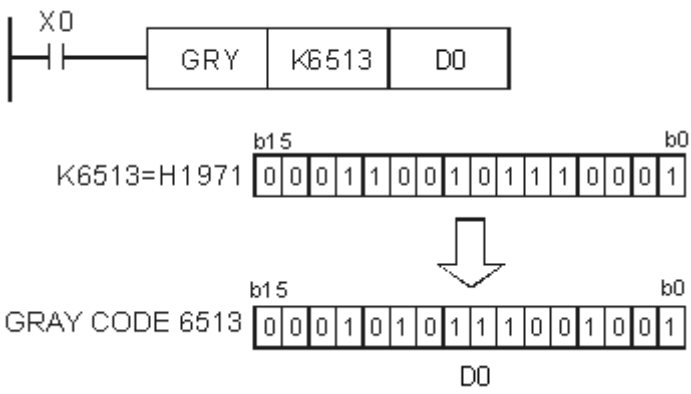 X0
GRY K6513 D0
b15 b0
K6513=H1971 0 0 0 1 1 0 0 1 0 1 1 1 0 0 0 1
b15 b0
GRAY CODE 6513 0 0 0 1 0 1 0 1 1 1 0 0 1 0 0 1
D0